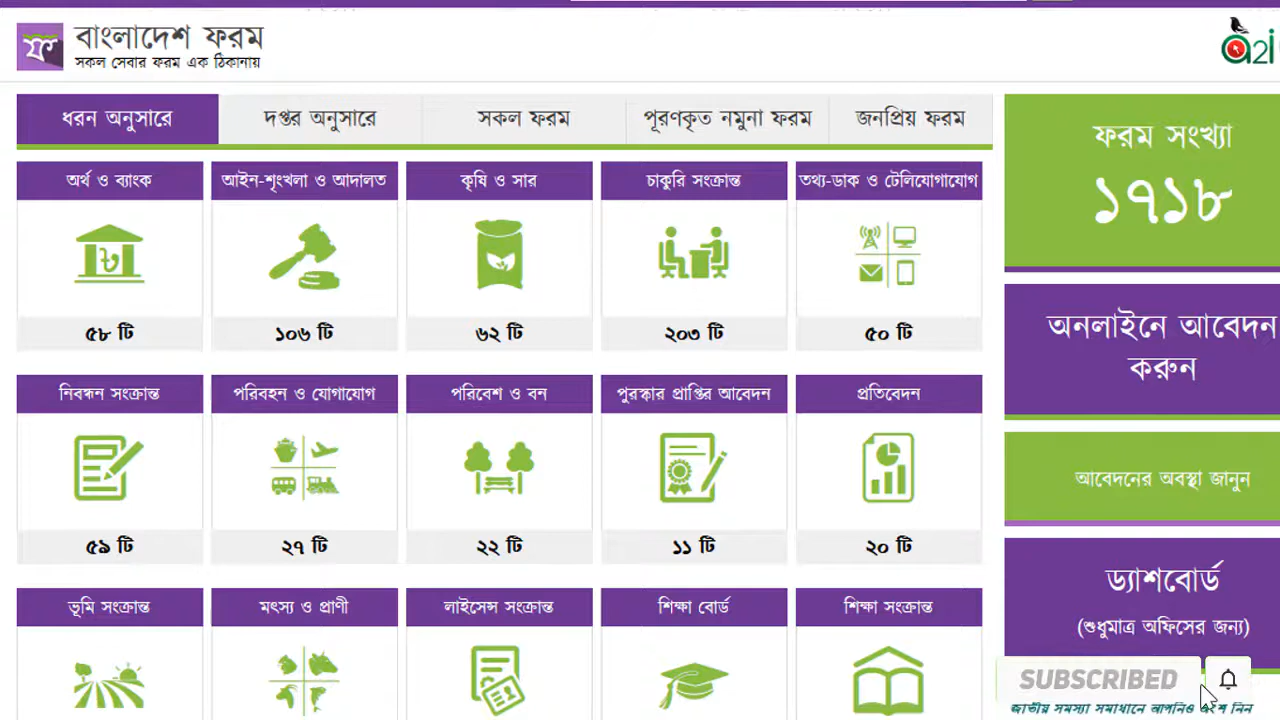 বাংলাদেশ ফরম
সকল সেবার ফরম এক ঠিকানায়
a2i
ধরন অনুসারে
দপ্তর অনুসারে
সকল ফরম
পূরণকৃত নমুনা ফরম
জনপ্রিয় ফরম
অর্থ ও ব্যাংক
আইন-শৃংখলা ও আদালত
কৃষি ও সার
চাকুরি সংক্রান্ত
তথ্য-ডাক ও টেলিযোগাযোগ
৫৮ টি
১০৬ টি
৬২ টি
২০৩ টি
৫০ টি
নিবন্ধন সংক্রান্ত
পরিবহন ও যোগাযোগ
পরিবেশ ও বন
পুরস্কার প্রাপ্তির আবেদন
প্রতিবেদন
৫৯ টি
২৭ টি
২২ টি
১১ টি
২০ টি
ভূমি সংক্রান্ত
মৎস্য ও প্রাণী
লাইসেন্স সংক্রান্ত
শিক্ষা বোর্ড
শিক্ষা সংক্রান্ত
ফরম সংখ্যা
১৭১৮
অনলাইনে আবেদন
করুন
আবেদনের অবস্থা জানুন
ড্যাশবোর্ড
(শুধুমাত্র অফিসের জন্য)
SUBSCRIBED
জাতীয় সমস্যা সমাধানে আপনিও অংশ নিন